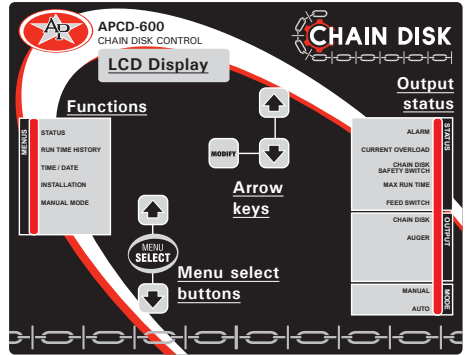 AP
APCD-600
CHAIN DISK CONTROL
CHAIN DISK
LCD Display
Output
status
Functions
MENUS
STATUS
RUN TIME HISTORY
TIME / DATE
INSTALLATION
MANUAL MODE
MODIFY
Arrow
keys
MENU
SELECT
Menu select
buttons
STATUS
ALARM
CURRENT OVERLOAD
CHAIN DISK
SAFETY SWITCH
MAX RUN TIME
FEED SWITCH
OUTPUT
CHAIN DISK
AUGER
MODE
MANUAL
AUTO